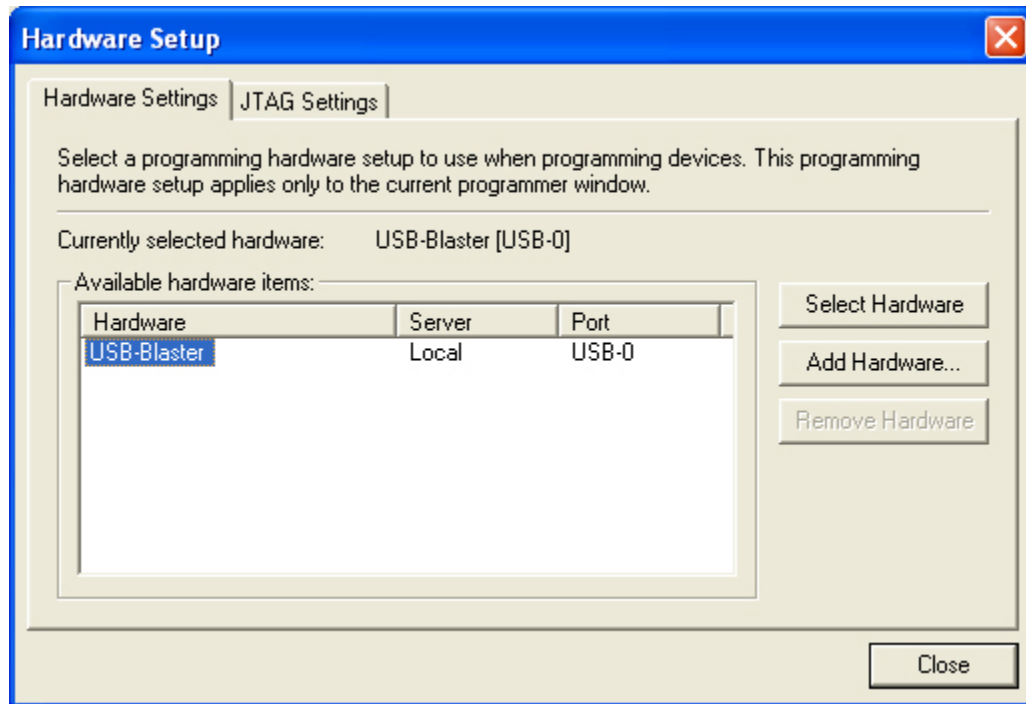 Hardware Setup
Hardware Settings JTAG Settings
Select a programming hardware setup to use when programming devices. This programming
hardware setup applies only to the current programmer window.
Currently selected hardware: USB-Blaster [USB-0]
Available hardware items:
Hardware Server Port
USB-Blaster Local USB-0
Select Hardware
Add Hardware...
Remove Hardware
Close